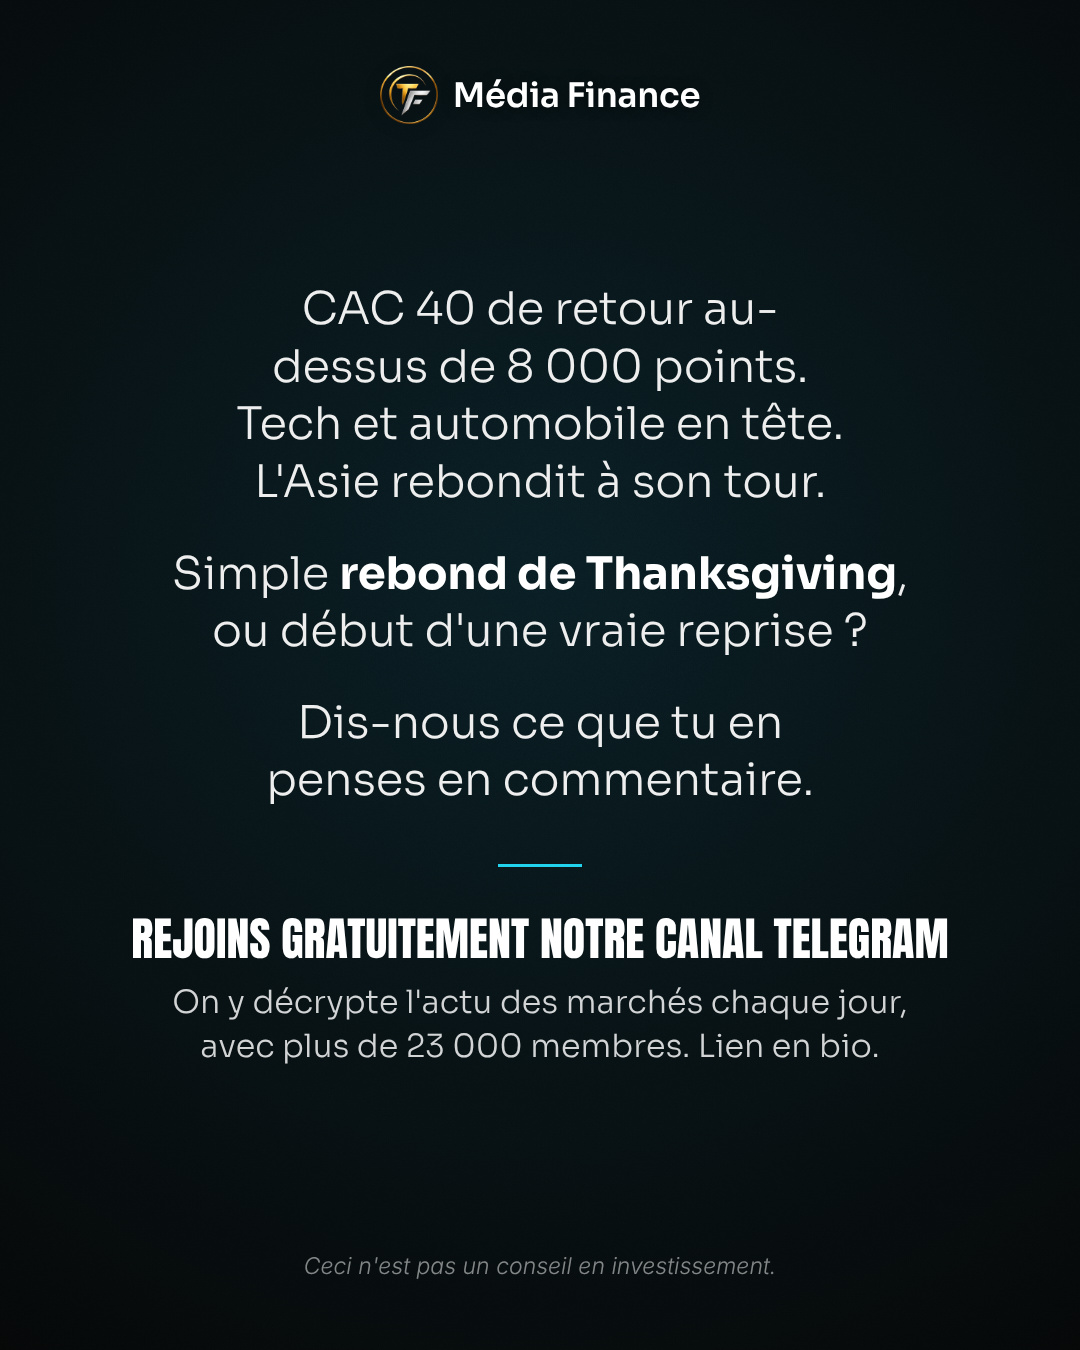 TF Média Finance
CAC 40 de retour au-
dessus de 8 000 points.
Tech et automobile en tête.
L'Asie rebondit à son tour.
Simple rebond de Thanksgiving,
ou début d'une vraie reprise ?
Dis-nous ce que tu en
penses en commentaire.
REJOINS GRATUITEMENT NOTRE CANAL TELEGRAM
On y décrypte l'actu des marchés chaque jour,
avec plus de 23 000 membres. Lien en bio.
Ceci n'est pas un conseil en investissement.